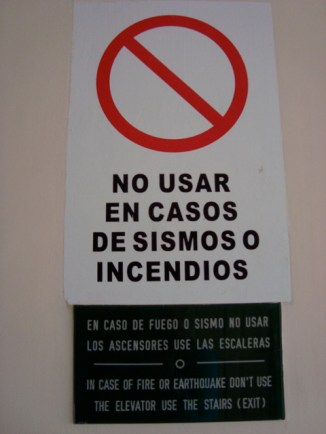 NO USAR
EN CASOS
DE SISMOS O
INCENDIOS
EN CASO DE FUEGO O SISMO NO USAR
LOS ASCENSORES USE LAS ESCALERAS
IN CASE OF FIRE OR EARTHQUAKE DON'T USE
THE ELEVATOR USE THE STAIRS (EXIT)